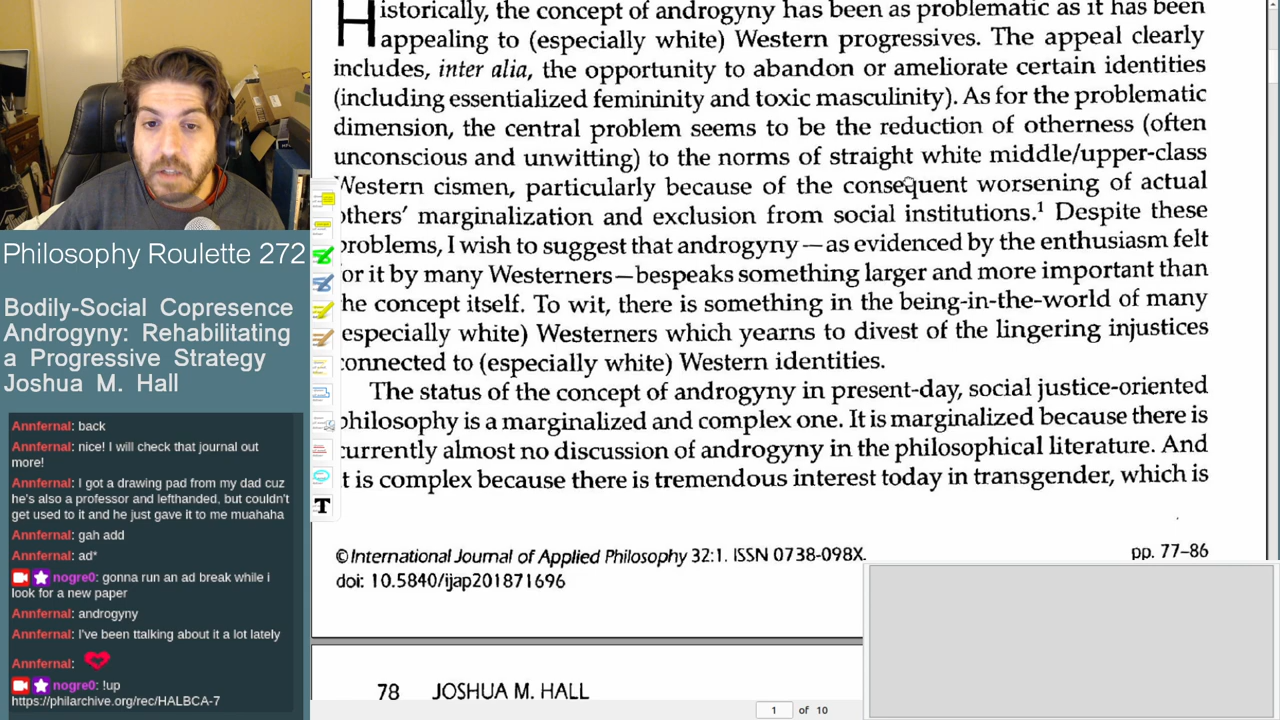 Historically, the concept of androgyny has been as problematic as it has been
appealing to (especially white) Western progressives. The appeal clearly
includes, inter alia, the opportunity to abandon or ameliorate certain identities
(including essentialized femininity and toxic masculinity). As for the problematic
dimension, the central problem seems to be the reduction of otherness (often
unconscious and unwitting) to the norms of straight white middle/upper-class
Western cismen, particularly because of the consequent worsening of actual
others' marginalization and exclusion from social institutions.¹ Despite these
problems, I wish to suggest that androgyny—as evidenced by the enthusiasm felt
for it by many Westerners—bespeaks something larger and more important than
the concept itself. To wit, there is something in the being-in-the-world of many
(especially white) Westerners which yearns to divest of the lingering injustices
connected to (especially white) Western identities.
The status of the concept of androgyny in present-day, social justice-oriented
philosophy is a marginalized and complex one. It is marginalized because there is
currently almost no discussion of androgyny in the philosophical literature. And
it is complex because there is tremendous interest today in transgender, which is
©International Journal of Applied Philosophy 32:1. ISSN 0738-098X.
pp. 77–86
doi: 10.5840/ijap201871696
78 JOSHUA M. HALL
1 of 10
T
Philosophy Roulette 272
Bodily-Social Copresence
Androgyny: Rehabilitating
a Progressive Strategy
Joshua M. Hall
Annfernal: back
Annfernal: nice! I will check that journal out
more!
Annfernal: I got a drawing pad from my dad cuz
he's also a professor and lefthanded, but couldn't
get used to it and he just gave it to me muahaha
Annfernal: gah add
Annfernal: ad*
nogre0: gonna run an ad break while i
look for a new paper
Annfernal: androgyny
Annfernal: I've been ttalking about it a lot lately
Annfernal:
nogre0: !up
https://philarchive.org/rec/HALBCA-7